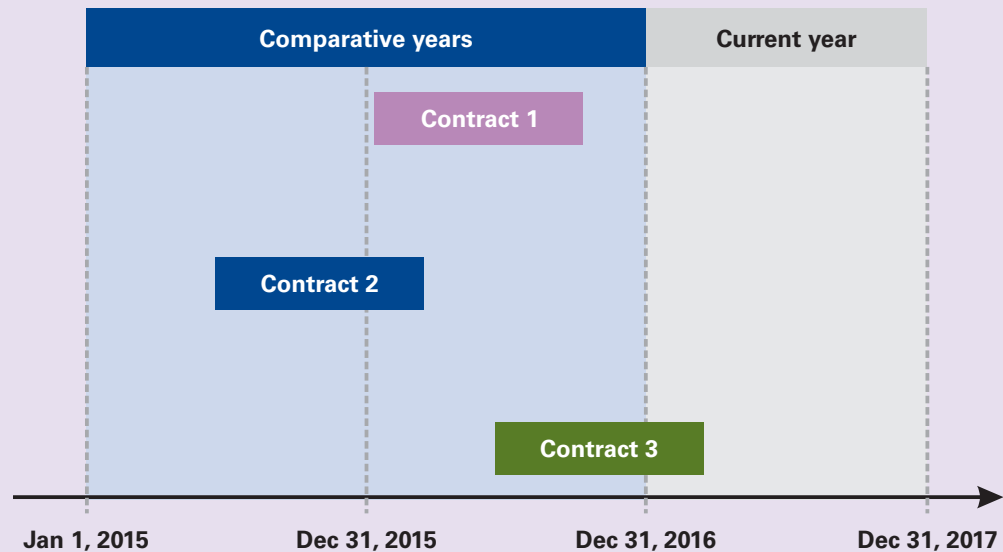 Comparative years
Current year
Contract 1
Contract 2
Contract 3
Jan 1, 2015
Dec 31, 2015
Dec 31, 2016
Dec 31, 2017